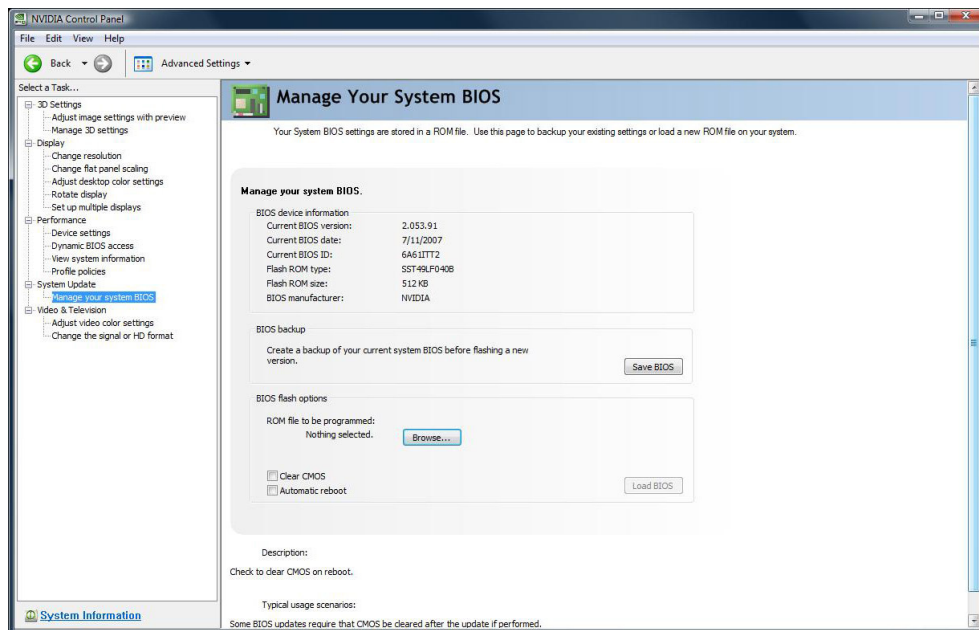 NVIDIA Control Panel
File Edit View Help
Back Advanced Settings
Select a Task...
3D Settings
Adjust image settings with preview
Manage 3D settings
Display
Change resolution
Change flat panel scaling
Adjust desktop color settings
Rotate display
Set up multiple displays
Performance
Device settings
Dynamic BIOS access
View system information
Profile policies
System Update
Manage your system BIOS
Video & Television
Adjust video color settings
Change the signal or HD format
System Information
Manage Your System BIOS
Your System BIOS settings are stored in a ROM file. Use this page to backup your existing settings or load a new ROM file on your system.
Manage your system BIOS.
BIOS device information
Current BIOS version: 2.053.91
Current BIOS date: 7/11/2007
Current BIOS ID: 6A61ITT2
Flash ROM type: SST49LF040B
Flash ROM size: 512 KB
BIOS manufacturer: NVIDIA
BIOS backup
Create a backup of your current system BIOS before flashing a new
version.
Save BIOS
BIOS flash options
ROM file to be programmed:
Nothing selected. Browse...
Clear CMOS
Automatic reboot
Load BIOS
Description:
Check to clear CMOS on reboot.
Typical usage scenarios:
Some BIOS updates require that CMOS be cleared after the update if performed.